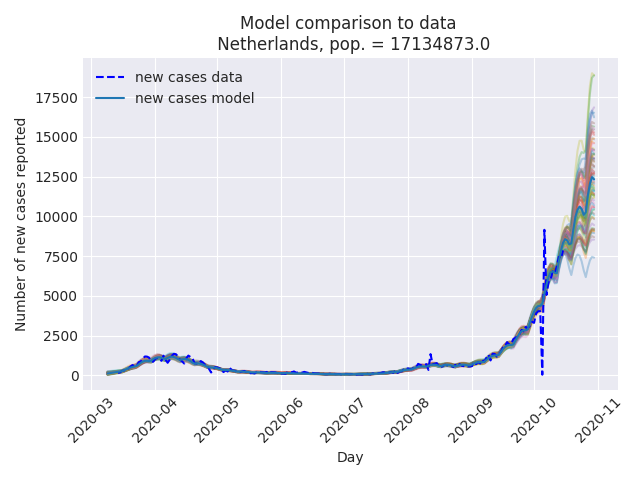 Model comparison to data
Netherlands, pop. = 17134873.0
new cases data
new cases model
Number of new cases reported
17500
15000
12500
10000
7500
5000
2500
0
2020-03
2020-04
2020-05
2020-06
2020-07
2020-08
2020-09
2020-10
2020-11
Day